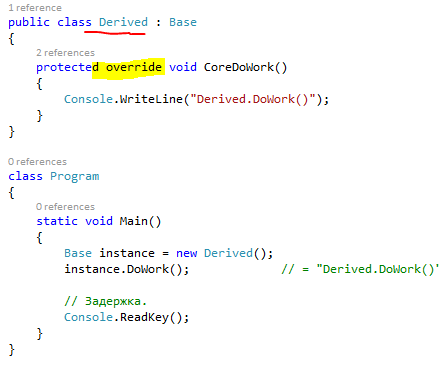 1 reference
public class Derived : Base
{
2 references
protected override void CoreDoWork()
{
Console.WriteLine("Derived.DoWork()");
}
}
0 references
class Program
{
0 references
static void Main()
{
Base instance = new Derived();
instance.DoWork(); // = "Derived.DoWork()"
// Задержка.
Console.ReadKey();
}
}